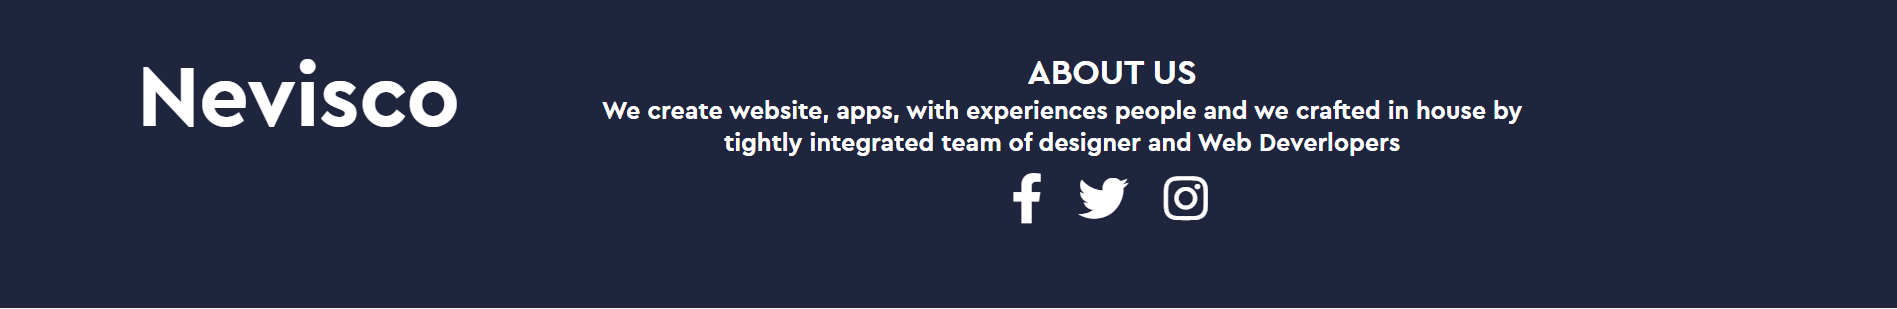 Nevisco
ABOUT US
We create website, apps, with experiences people and we crafted in house by
tightly integrated team of designer and Web Deverlopers